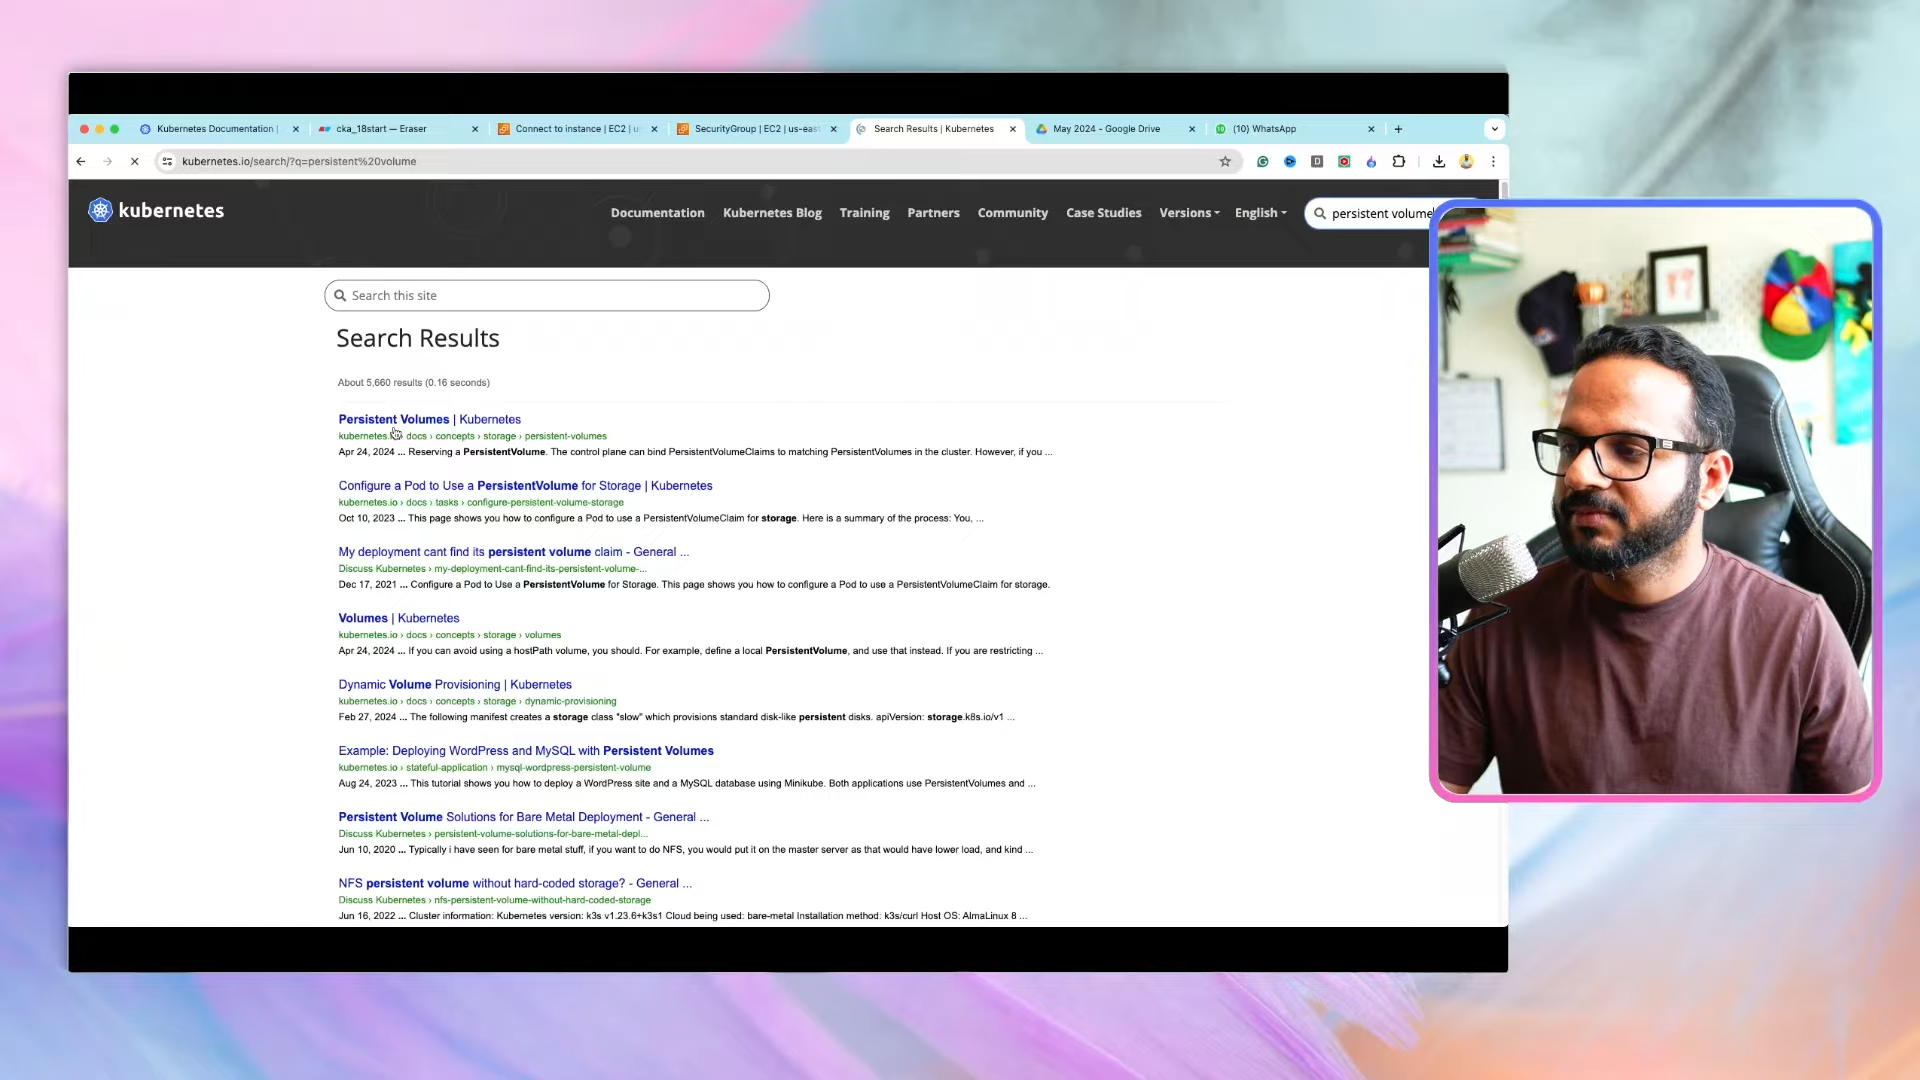 Kubernetes Documentation |
cka_18start — Eraser
Connect to instance | EC2 | u
SecurityGroup | EC2 | us-east
Search Results | Kubernetes
May 2024 - Google Drive
(10) WhatsApp
kubernetes.io/search/?q=persistent%20volume
kubernetes
Documentation
Kubernetes Blog
Training
Partners
Community
Case Studies
Versions
English
persistent volume
Search this site
Search Results
About 5,660 results (0.16 seconds)
Persistent Volumes | Kubernetes
kubernetes.io › docs › concepts › storage › persistent-volumes
Apr 24, 2024 ... Reserving a PersistentVolume. The control plane can bind PersistentVolumeClaims to matching PersistentVolumes in the cluster. However, if you ...
Configure a Pod to Use a PersistentVolume for Storage | Kubernetes
kubernetes.io › docs › tasks › configure-persistent-volume-storage
Oct 10, 2023 ... This page shows you how to configure a Pod to use a PersistentVolumeClaim for storage. Here is a summary of the process: You, ...
My deployment cant find its persistent volume claim - General ...
Discuss Kubernetes › my-deployment-cant-find-its-persistent-volume-...
Dec 17, 2021 ... Configure a Pod to Use a PersistentVolume for Storage. This page shows you how to configure a Pod to use a PersistentVolumeClaim for storage.
Volumes | Kubernetes
kubernetes.io › docs › concepts › storage › volumes
Apr 24, 2024 ... If you can avoid using a hostPath volume, you should. For example, define a local PersistentVolume, and use that instead. If you are restricting ...
Dynamic Volume Provisioning | Kubernetes
kubernetes.io › docs › concepts › storage › dynamic-provisioning
Feb 27, 2024 ... The following manifest creates a storage class "slow" which provisions standard disk-like persistent disks. apiVersion: storage.k8s.io/v1 ...
Example: Deploying WordPress and MySQL with Persistent Volumes
kubernetes.io › stateful-application › mysql-wordpress-persistent-volume
Aug 24, 2023 ... This tutorial shows you how to deploy a WordPress site and a MySQL database using Minikube. Both applications use PersistentVolumes and ...
Persistent Volume Solutions for Bare Metal Deployment - General ...
Discuss Kubernetes › persistent-volume-solutions-for-bare-metal-depl...
Jun 10, 2020 ... Typically i have seen for bare metal stuff, if you want to do NFS, you would put it on the master server as that would have lower load, and kind ...
NFS persistent volume without hard-coded storage? - General ...
Discuss Kubernetes › nfs-persistent-volume-without-hard-coded-storage
Jun 16, 2022 ... Cluster information: Kubernetes version: k3s v1.23.6+k3s1 Cloud being used: bare-metal Installation method: k3s/curl Host OS: AlmaLinux 8 ...